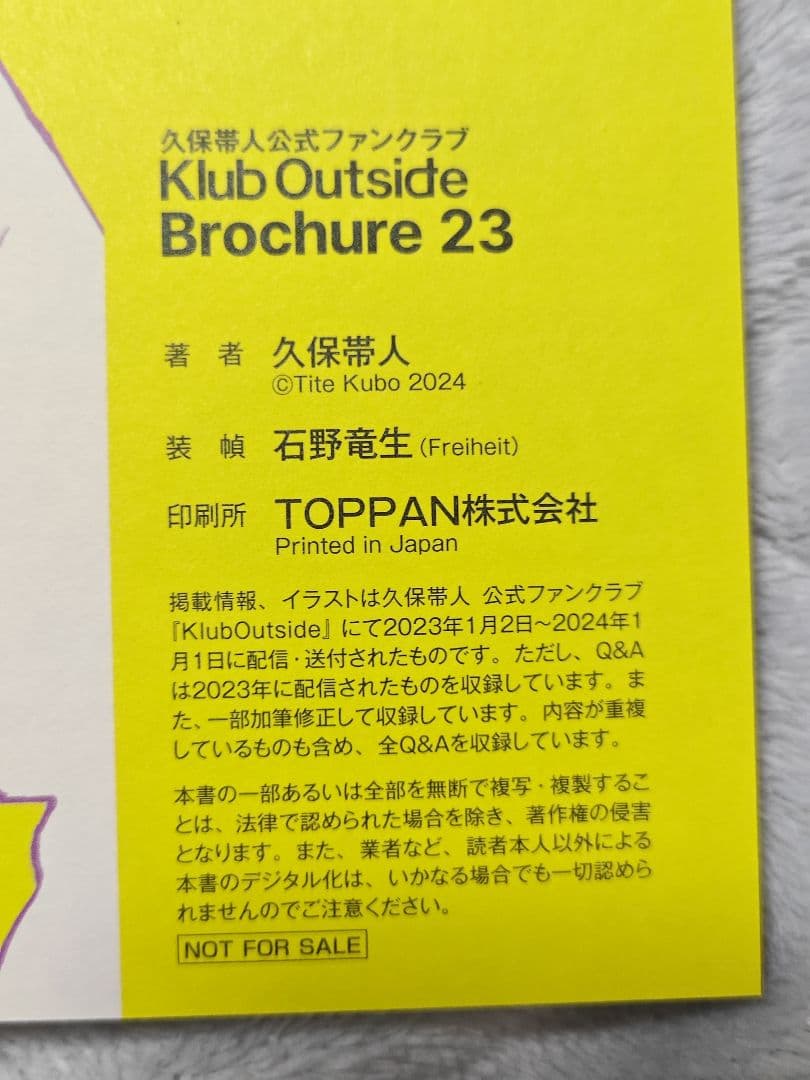 久保帯人公式ファンクラブ
Klub Outside
Brochure 23
著 者 久保帯人
©Tite Kubo 2024
装 幀 石野竜生(Freiheit)
印刷所 TOPPAN株式会社
Printed in Japan
掲載情報、イラストは久保帯人 公式ファンクラブ
『KlubOutside』にて2023年1月2日~2024年1
月1日に配信・送付されたものです。ただし、Q&A
は2023年に配信されたものを収録しています。ま
た、一部加筆修正して収録しています。内容が重複
しているものも含め、全Q&Aを収録しています。
本書の一部あるいは全部を無断で複写・複製するこ
とは、法律で認められた場合を除き、著作権の侵害
となります。また、業者など、読者本人以外による
本書のデジタル化は、いかなる場合でも一切認めら
れませんのでご注意ください。
NOT FOR SALE